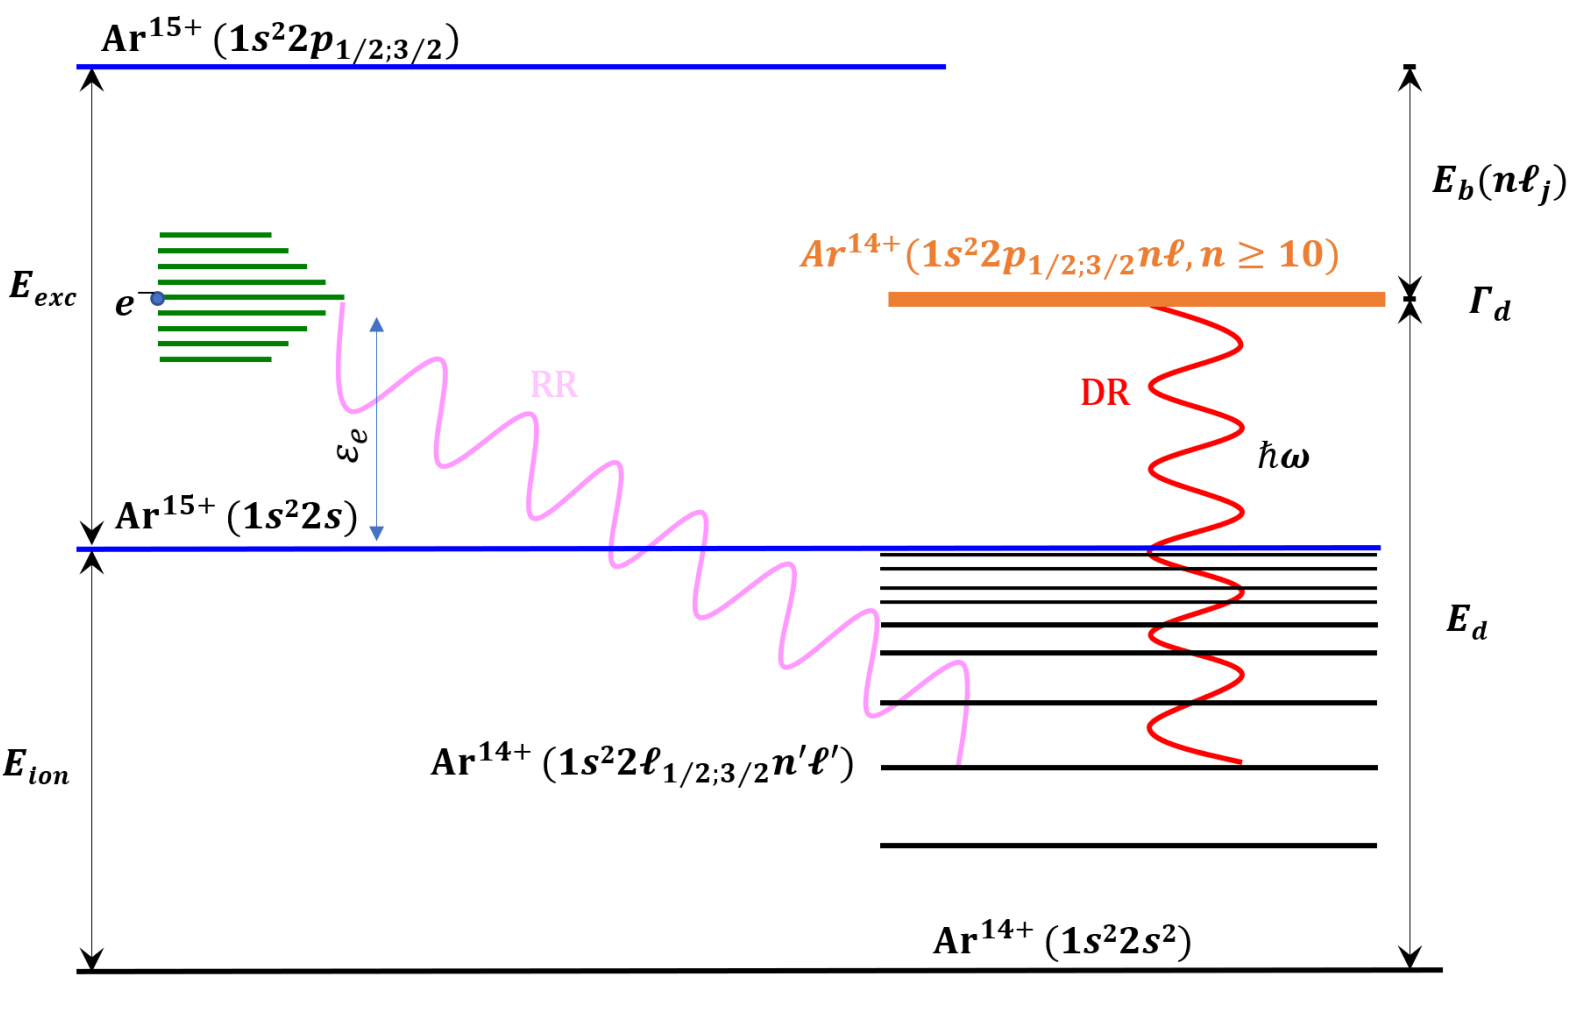 Ar¹⁵⁺ (1s²2p₁/₂;₃/₂)
E_b(nℓ_j)
Ar¹⁴⁺(1s²2p₁/₂;₃/₂nℓ, n ≥ 10)
E_exc
e⁻
Γ_d
RR
DR
ε_e
ħω
Ar¹⁵⁺ (1s²2s)
E_d
E_ion
Ar¹⁴⁺ (1s²2ℓ₁/₂;₃/₂n′ℓ′)
Ar¹⁴⁺ (1s²2s²)